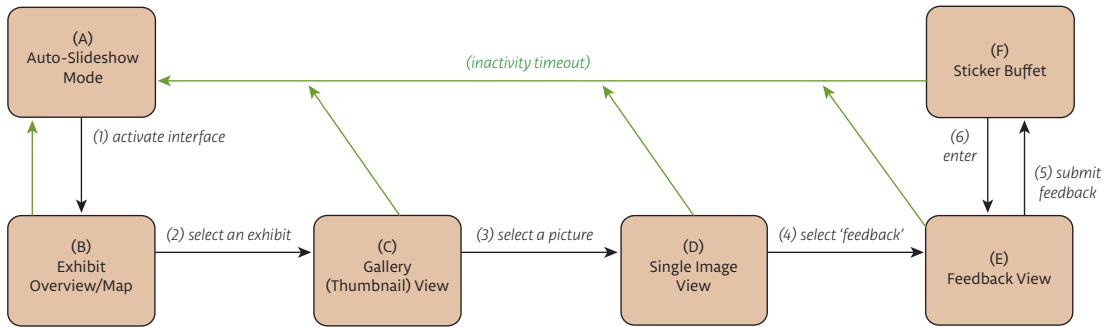 (A)
Auto-Slideshow
Mode
(inactivity timeout)
(F)
Sticker Buffet
(1) activate interface
(6)
enter
(5) submit
feedback
(B)
Exhibit
Overview/Map
(2) select an exhibit
(C)
Gallery
(Thumbnail) View
(3) select a picture
(D)
Single Image
View
(4) select ‘feedback’
(E)
Feedback View